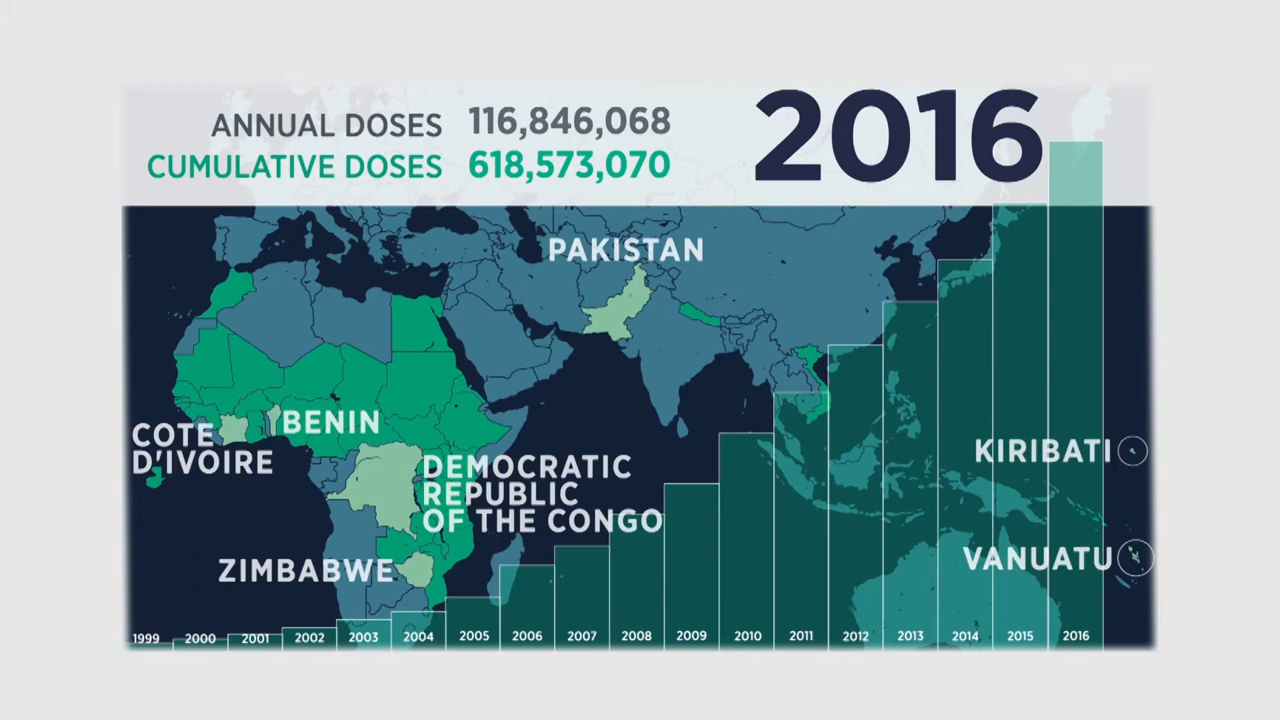 2016
ANNUAL DOSES 116,846,068
CUMULATIVE DOSES 618,573,070
PAKISTAN
BENIN
COTE
D'IVOIRE
DEMOCRATIC
REPUBLIC
OF THE CONGO
KIRIBATI
VANUATU
ZIMBABWE
1999 2000 2001 2002 2003 2004 2005 2006 2007 2008 2009 2010 2011 2012 2013 2014 2015 2016